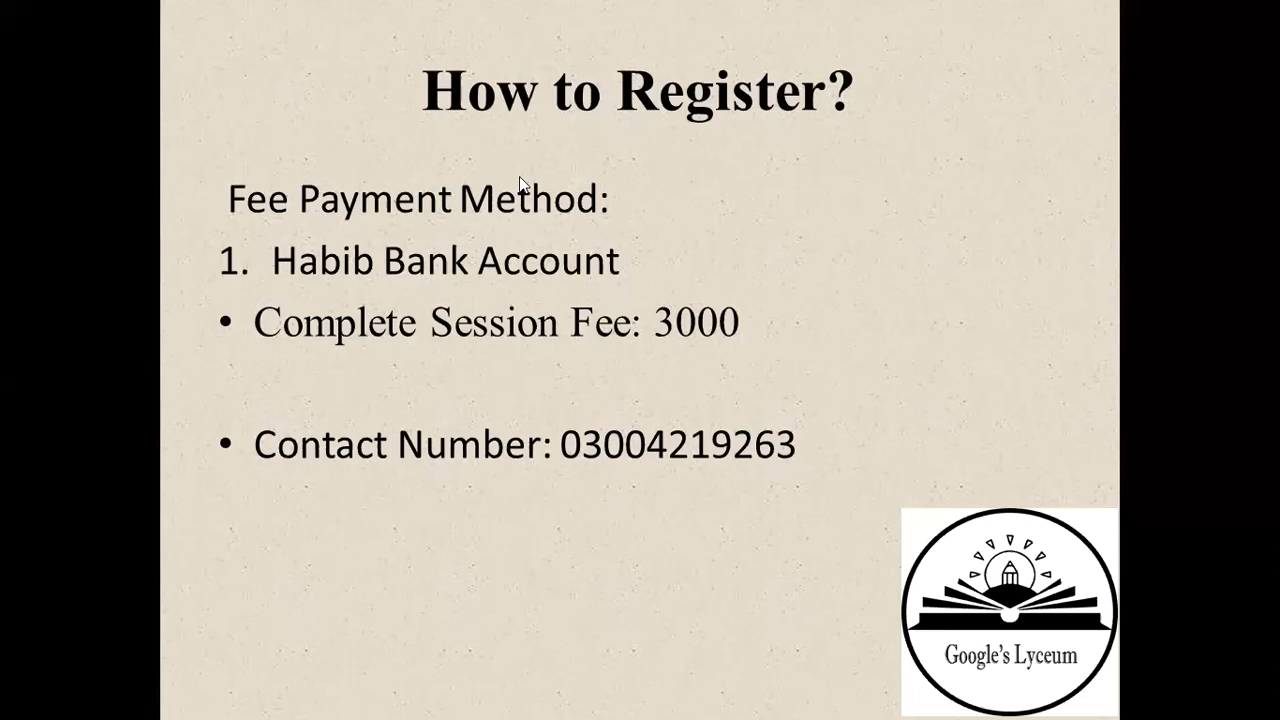 How to Register?
Fee Payment Method:
1. Habib Bank Account
• Complete Session Fee: 3000
• Contact Number: 03004219263
Google's Lyceum